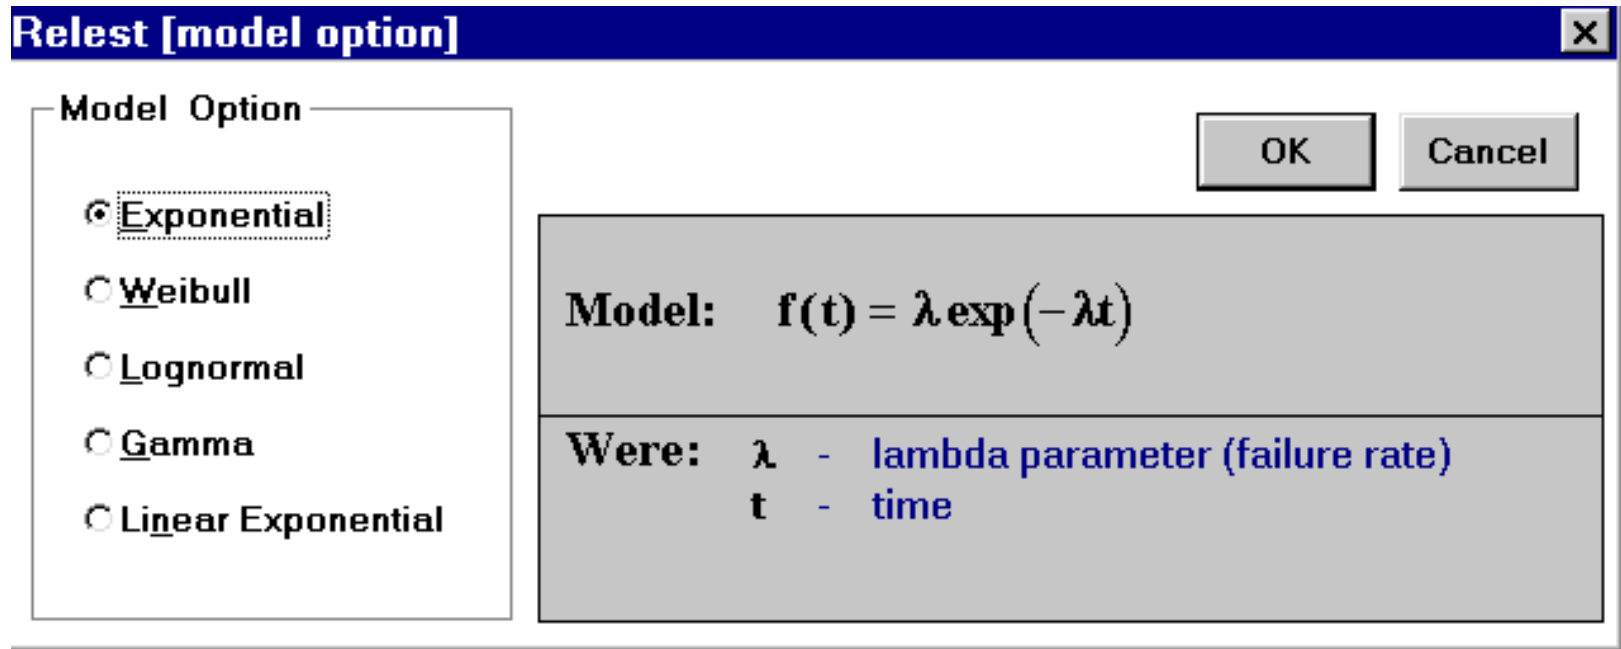 Relest [model option]
Model Option
Exponential
Weibull
Lognormal
Gamma
Linear Exponential
OK
Cancel
Model: f(t) = λ exp(− λt)
Were: λ - lambda parameter (failure rate)
t - time